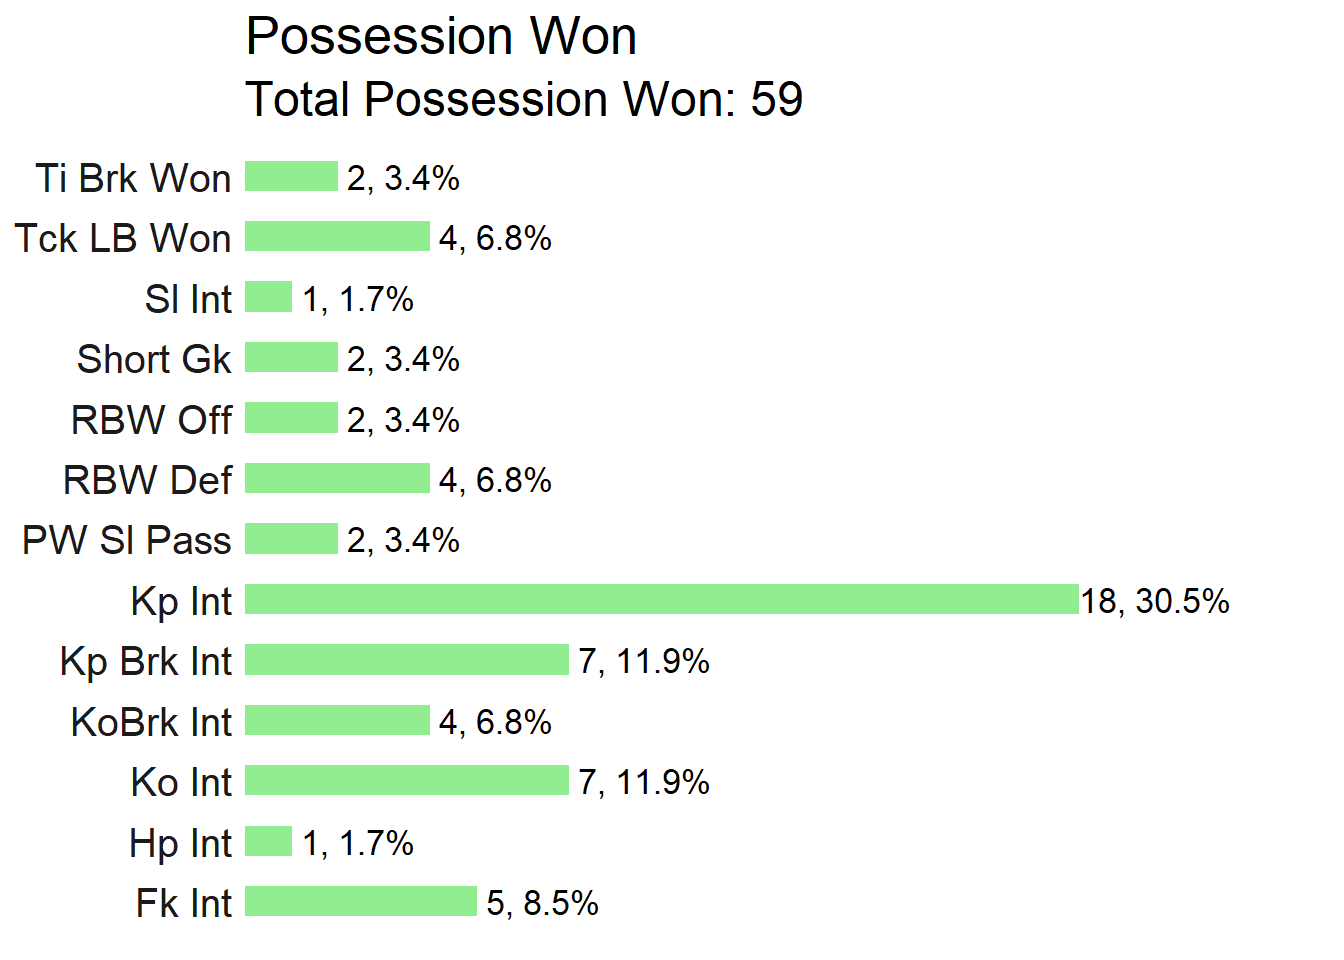 Possession Won
Total Possession Won: 59
Ti Brk Won 2, 3.4%
Tck LB Won 4, 6.8%
Sl Int 1, 1.7%
Short Gk 2, 3.4%
RBW Off 2, 3.4%
RBW Def 4, 6.8%
PW Sl Pass 2, 3.4%
Kp Int 18, 30.5%
Kp Brk Int 7, 11.9%
KoBrk Int 4, 6.8%
Ko Int 7, 11.9%
Hp Int 1, 1.7%
Fk Int 5, 8.5%